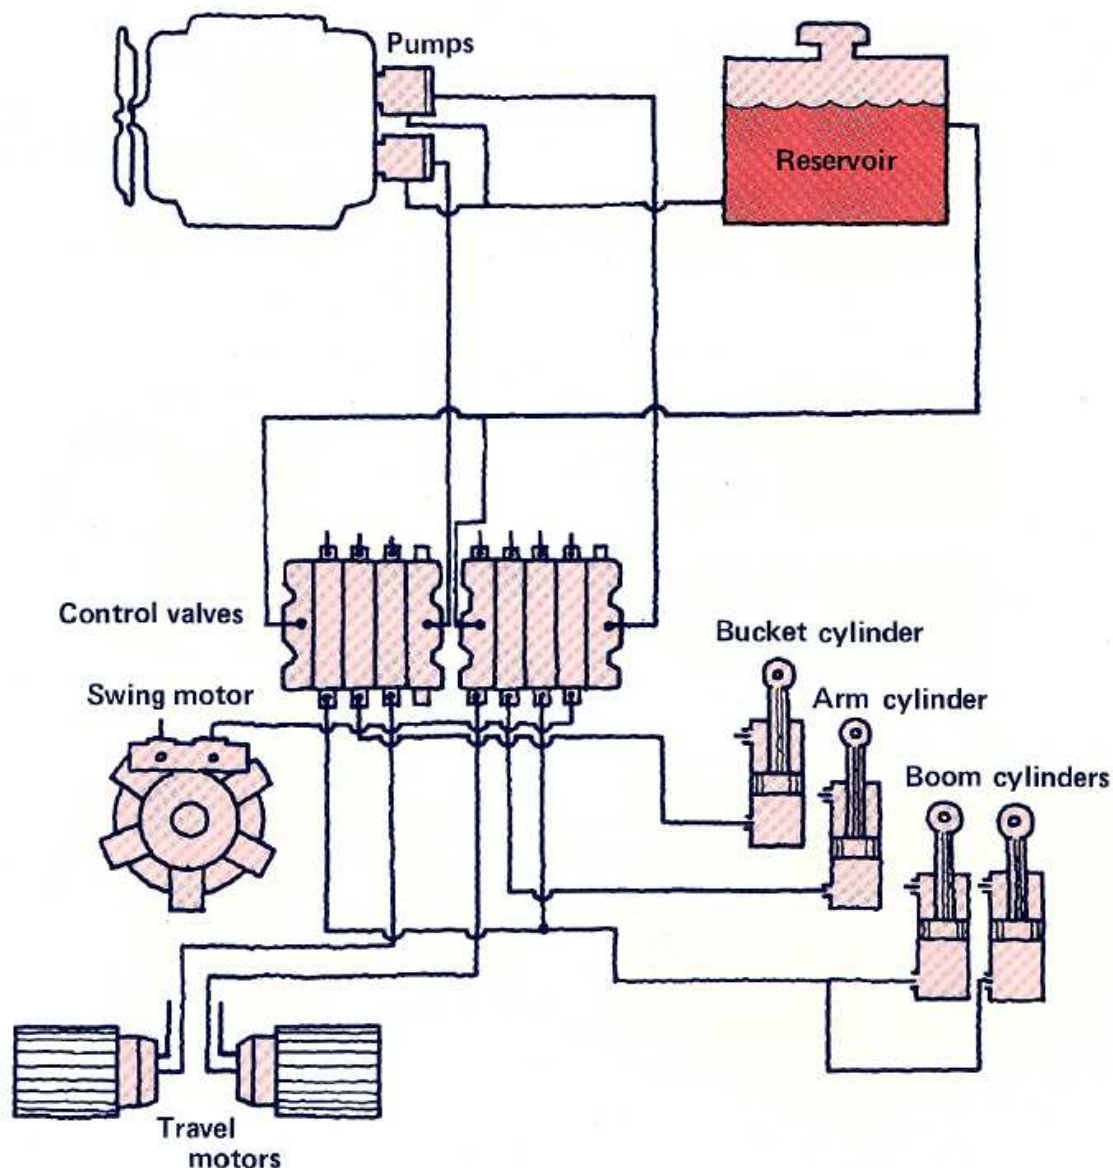 Pumps
Reservoir
Control valves
Bucket cylinder
Swing motor
Arm cylinder
Boom cylinders
Travel
motors